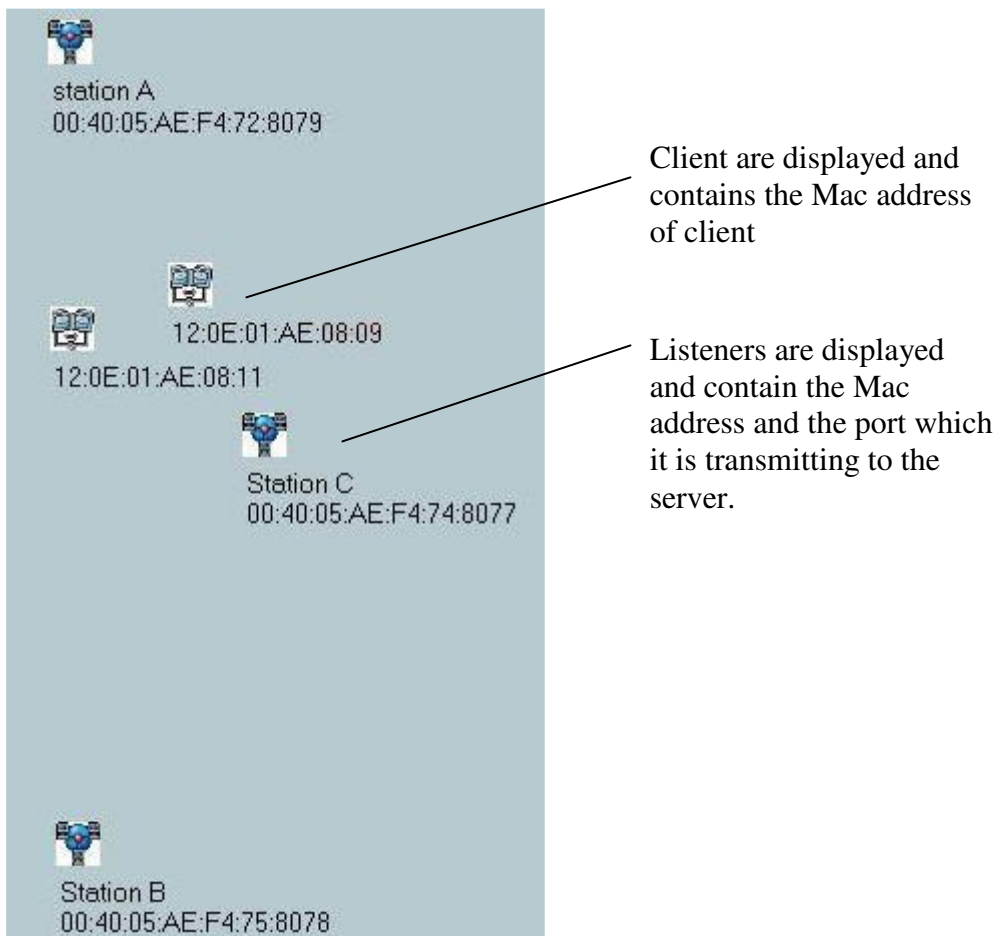 station A
00:40:05:AE:F4:72:8079
Client are displayed and
contains the Mac address
of client
12:0E:01:AE:08:09
12:0E:01:AE:08:11
Listeners are displayed
and contain the Mac
address and the port which
it is transmitting to the
server.
Station C
00:40:05:AE:F4:74:8077
Station B
00:40:05:AE:F4:75:8078